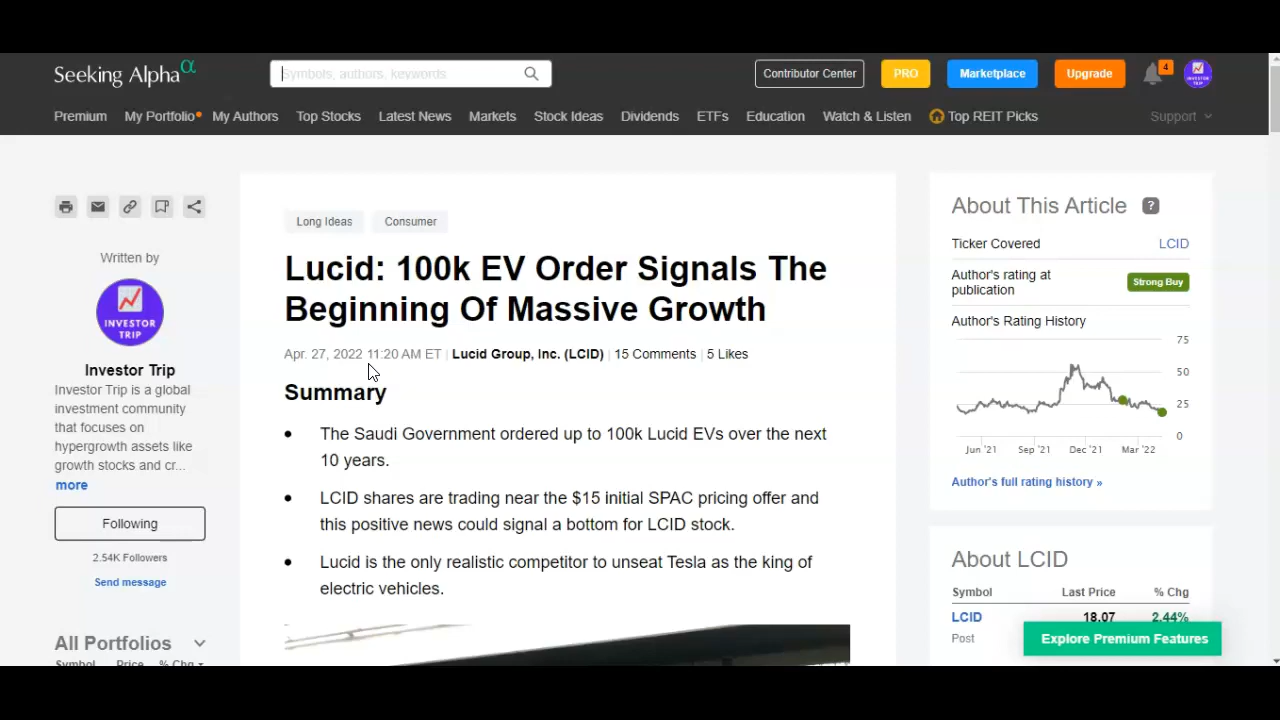 Seeking Alpha α
Symbols, authors, keywords
Contributor Center
PRO
Marketplace
Upgrade
4
INVESTOR TRIP
Premium
My Portfolio
My Authors
Top Stocks
Latest News
Markets
Stock Ideas
Dividends
ETFs
Education
Watch & Listen
Top REIT Picks
Support
Written by
INVESTOR
TRIP
Investor Trip
Investor Trip is a global
investment community
that focuses on
hypergrowth assets like
growth stocks and cr...
more
Following
2.54K Followers
Send message
All Portfolios
Symbol Price % Chg
Long Ideas
Consumer
Lucid: 100k EV Order Signals The
Beginning Of Massive Growth
Apr. 27, 2022 11:20 AM ET | Lucid Group, Inc. (LCID) | 15 Comments | 5 Likes
Summary
The Saudi Government ordered up to 100k Lucid EVs over the next
10 years.
LCID shares are trading near the $15 initial SPAC pricing offer and
this positive news could signal a bottom for LCID stock.
Lucid is the only realistic competitor to unseat Tesla as the king of
electric vehicles.
About This Article ?
Ticker Covered LCID
Author's rating at
publication
Strong Buy
Author's Rating History
75
50
25
0
Jun '21 Sep '21 Dec '21 Mar '22
Author's full rating history »
About LCID
Symbol Last Price % Chg
LCID 18.07 2.44%
Post
Explore Premium Features